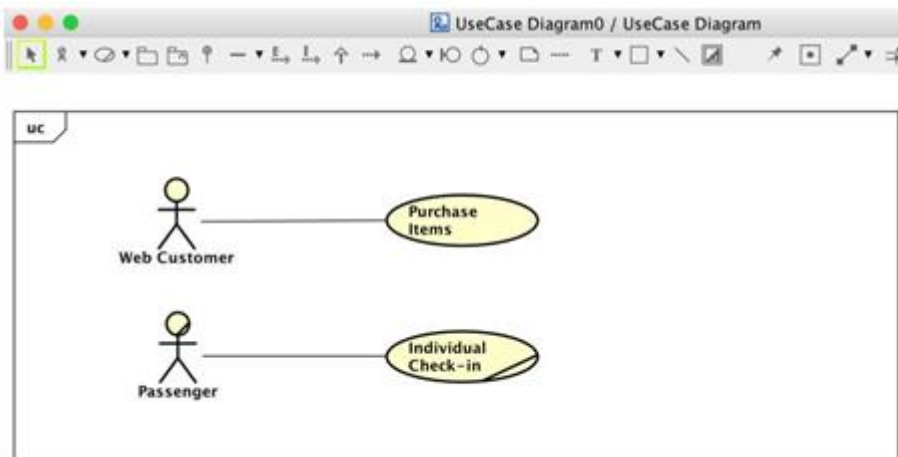 UseCase Diagram0 / UseCase Diagram
T
uc
Purchase
Items
Web Customer
Individual
Check-in
Passenger